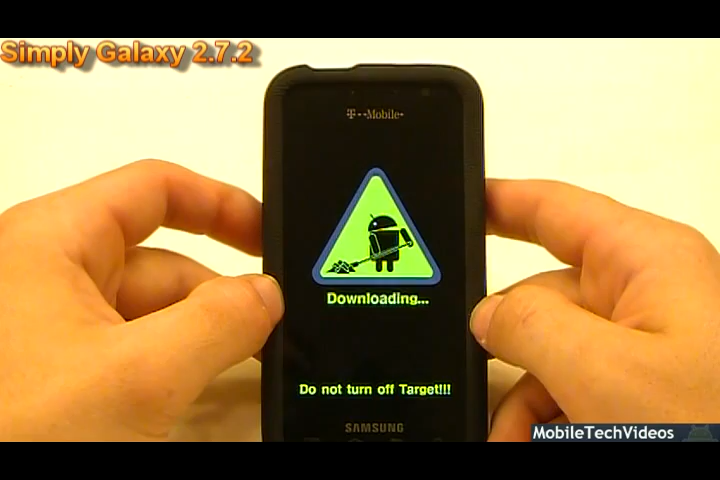 Simply Galaxy 2.7.2
T··Mobile·
Downloading...
Do not turn off Target!!!
SAMSUNG
MobileTechVideos